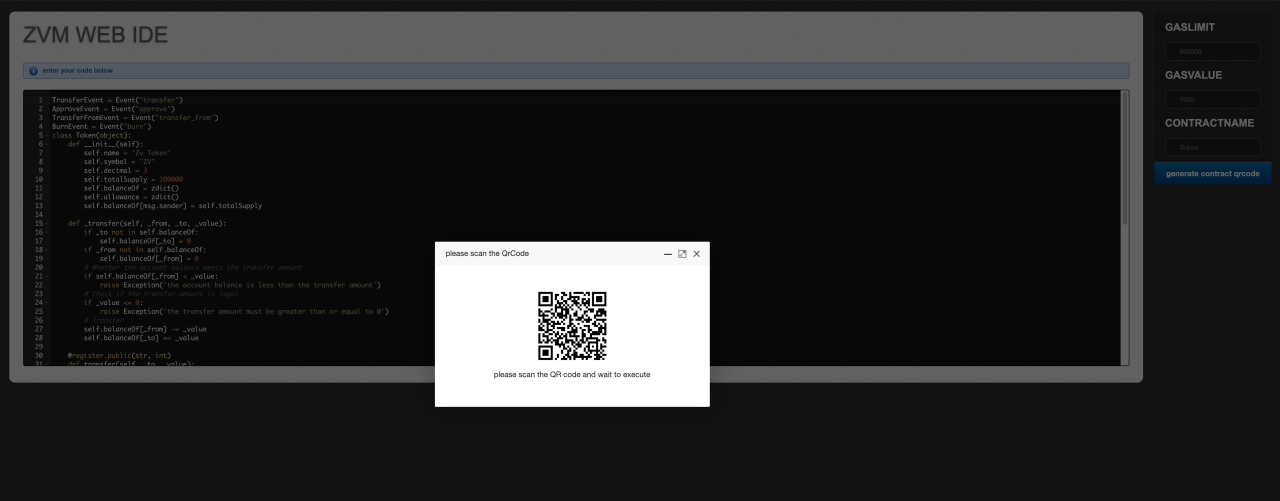 ZVM WEB IDE
enter your code below
1 TransferEvent = Event("transfer")
2 ApproveEvent = Event("approve")
3 TransferFromEvent = Event("transfer_from")
4 BurnEvent = Event("burn")
5 class Token(object):
6 def __init__(self):
7 self.name = 'Zv Token'
8 self.symbol = "ZV"
9 self.decimal = 3
10 self.totalSupply = 100000
11 self.balanceOf = zdict()
12 self.allowance = zdict()
13 self.balanceOf[msg.sender] = self.totalSupply
14
15 def _transfer(self, _from, _to, _value):
16 if _to not in self.balanceOf:
17 self.balanceOf[_to] = 0
18 if _from not in self.balanceOf:
19 self.balanceOf[_from] = 0
20 # Whether the account balance meets the transfer amount
21 if self.balanceOf[_from] < _value:
22 raise Exception('the account balance is less than the transfer amount')
23 # Check if the transfer amount is legal
24 if _value <= 0:
25 raise Exception('the transfer amount must be greater than or equal to 0')
26 # Transfer
27 self.balanceOf[_from] -= _value
28 self.balanceOf[_to] += _value
29
30 @register.public(str, int)
31 def transfer(self, _to, _value):
GASLIMIT
GASVALUE
1000
CONTRACTNAME
Token
generate contract qrcode
please scan the QrCode
please scan the QR code and wait to execute